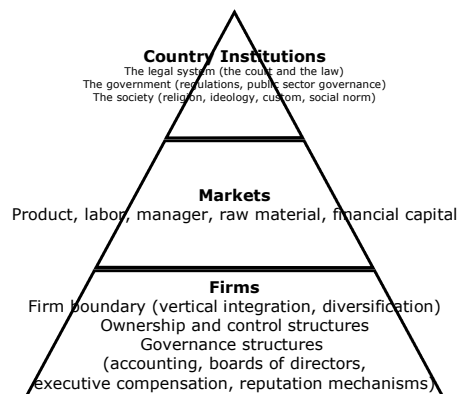 Country Institutions
The legal system (the court and the law)
The government (regulations, public sector governance)
The society (religion, ideology, custom, social norm)
Markets
Product, labor, manager, raw material, financial capital
Firms
Firm boundary (vertical integration, diversification)
Ownership and control structures
Governance structures
(accounting, boards of directors,
executive compensation, reputation mechanisms)